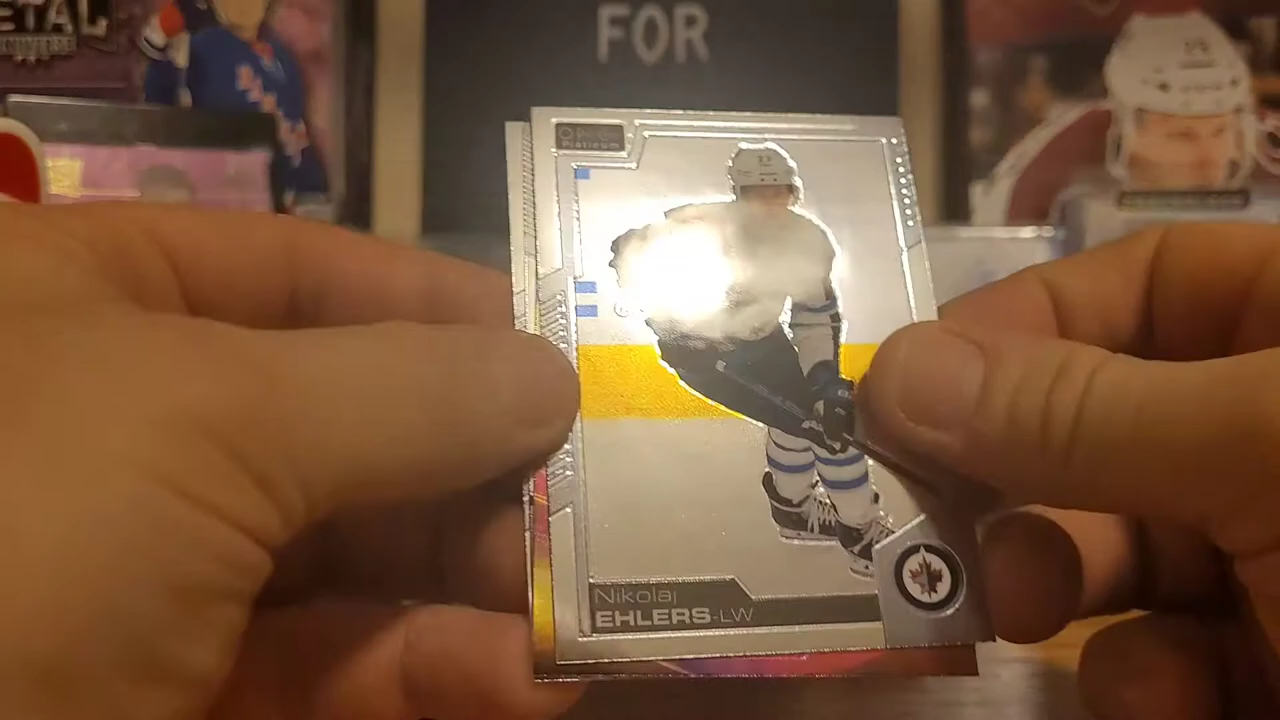 ETAL
FOR
O-Pee-Chee
Platinum
Nikolaj
EHLERS-LW